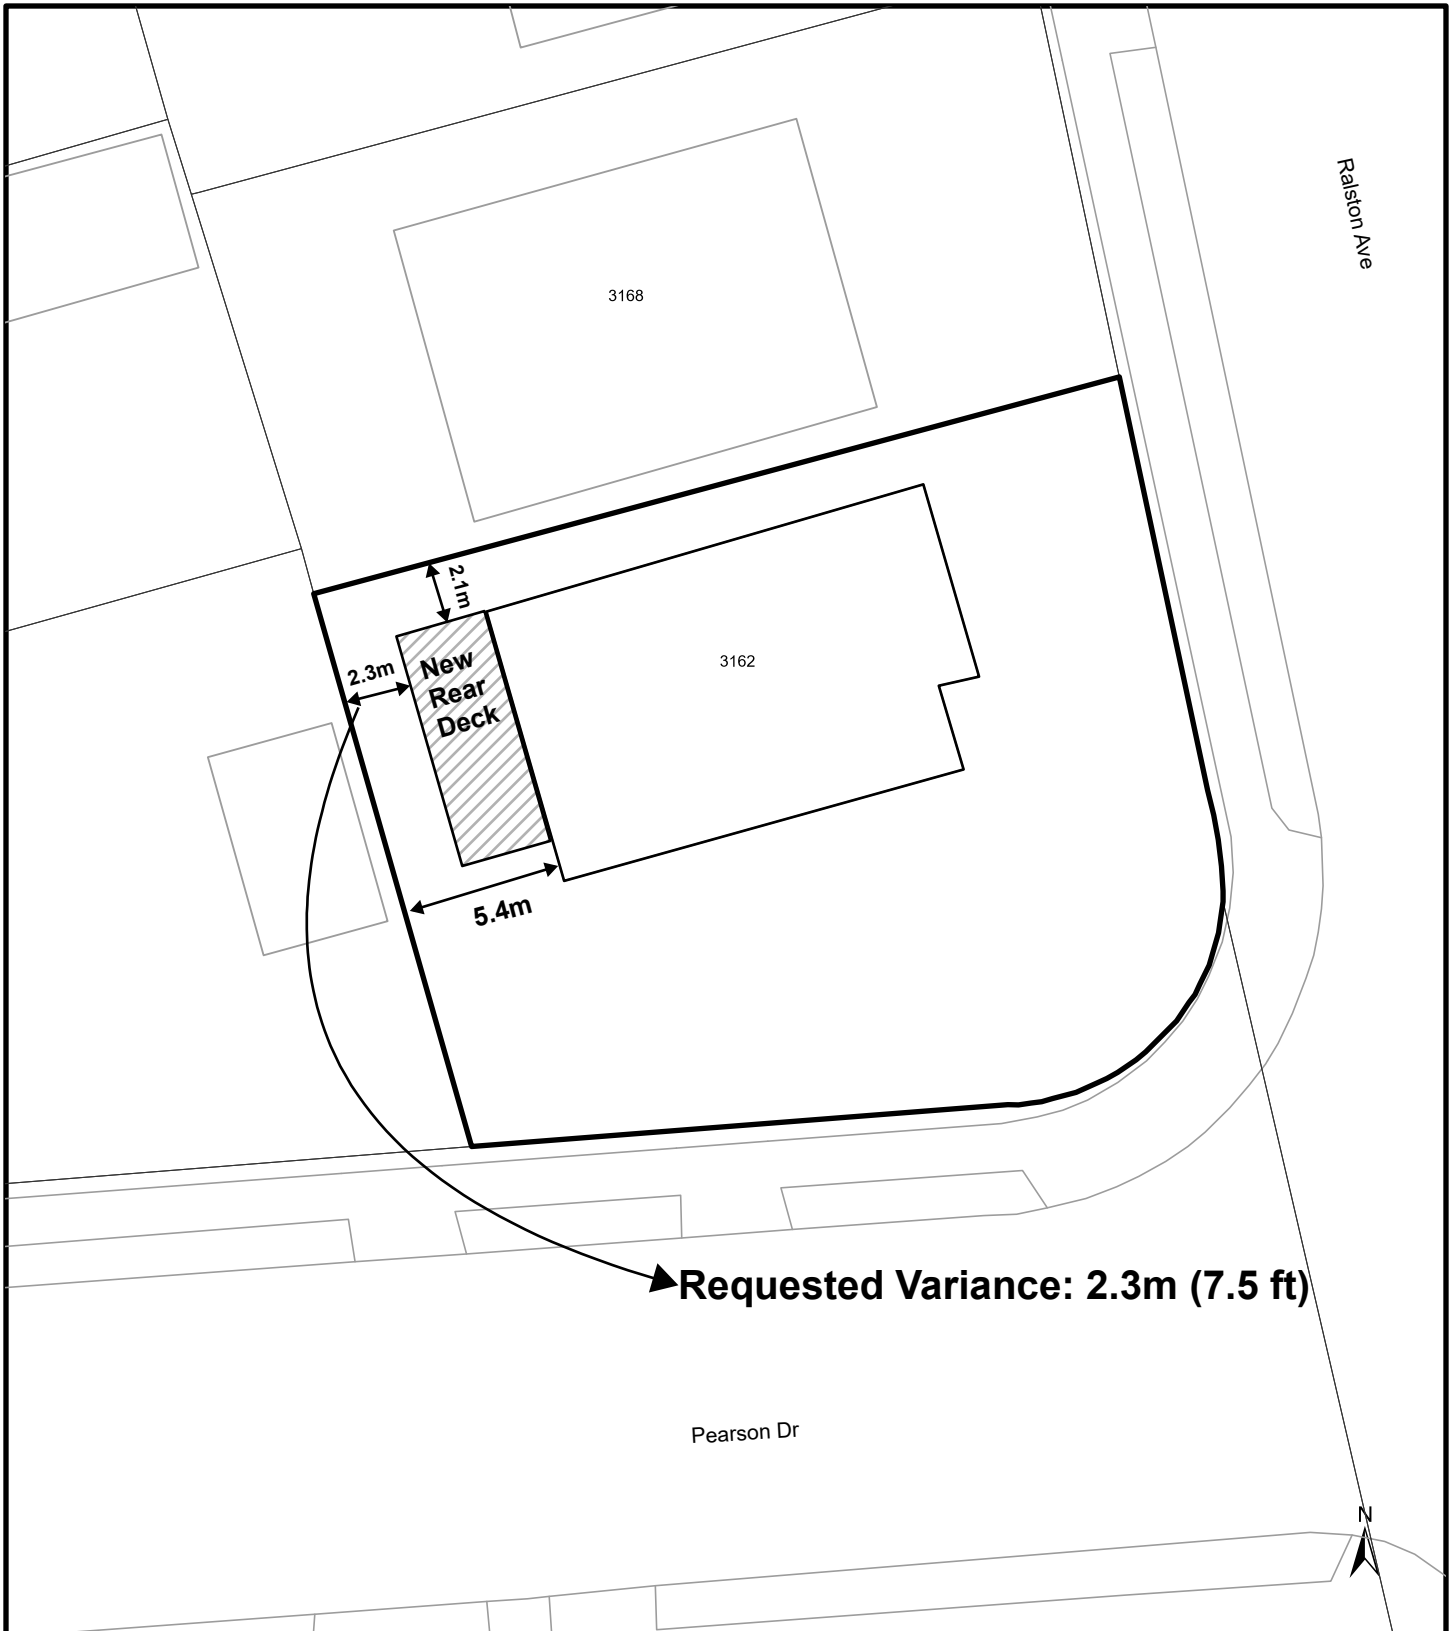 Ralston Ave
3168
2.1m
3162
2.3m
New
Rear
Deck
5.4m
Requested Variance: 2.3m (7.5 ft)
Pearson Dr
N